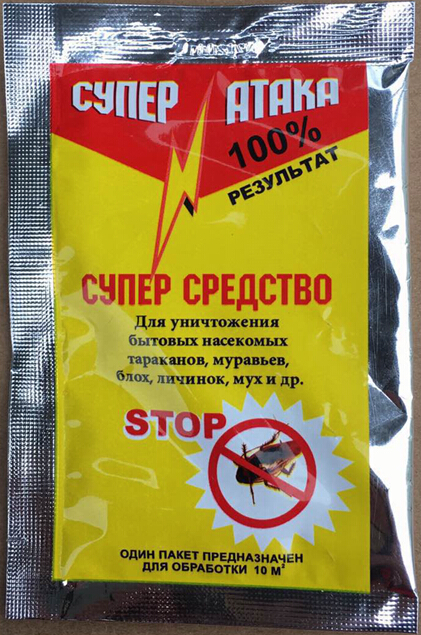 СУПЕР АТАКА
100%
РЕЗУЛЬТАТ
СУПЕР СРЕДСТВО
Для уничтожения
бытовых насекомых
тараканов, муравьев,
блох, личинок, мух и др.
STOP
ОДИН ПАКЕТ ПРЕДНАЗНАЧЕН
ДЛЯ ОБРАБОТКИ 10 М²